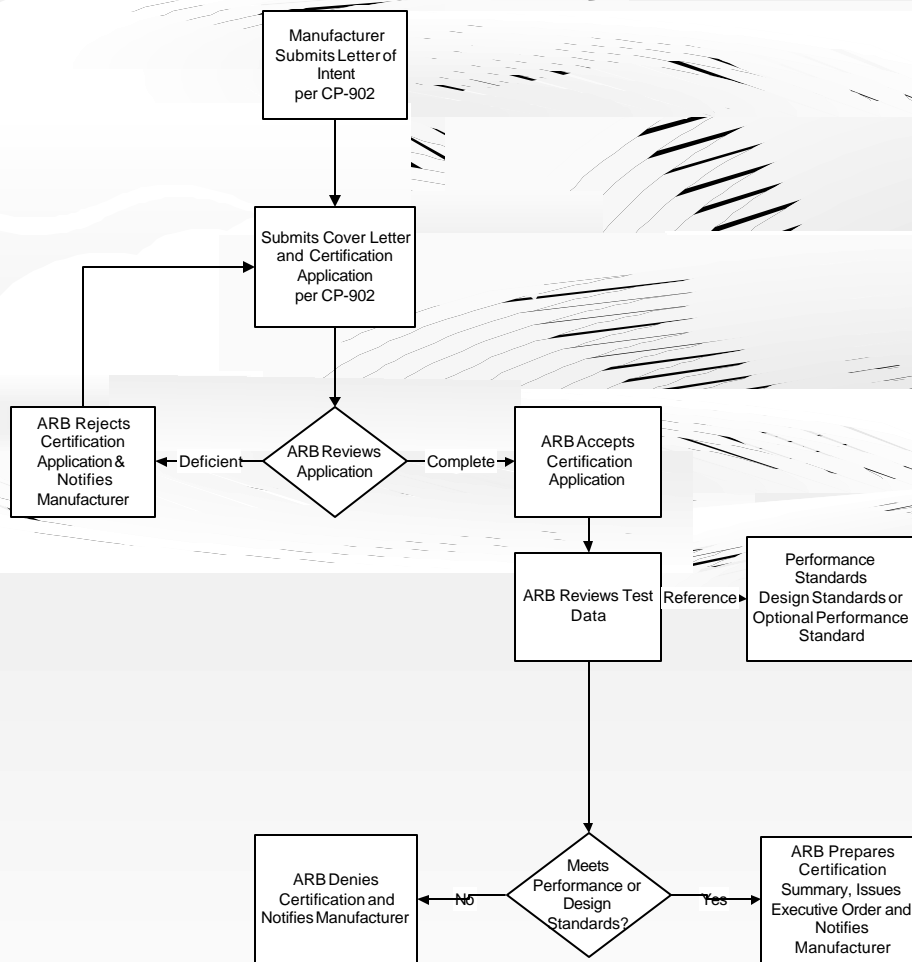 Manufacturer
Submits Letter of
Intent
per CP-902
Submits Cover Letter
and Certification
Application
per CP-902
ARB Rejects
Certification
Application &
Notifies
Manufacturer
Deficient
ARB Reviews
Application
Complete
ARB Accepts
Certification
Application
ARB Reviews Test
Data
Reference
Performance
Standards
Design Standards or
Optional Performance
Standard
ARB Denies
Certification and
Notifies Manufacturer
No
Meets
Performance or
Design
Standards?
Yes
ARB Prepares
Certification
Summary, Issues
Executive Order and
Notifies
Manufacturer